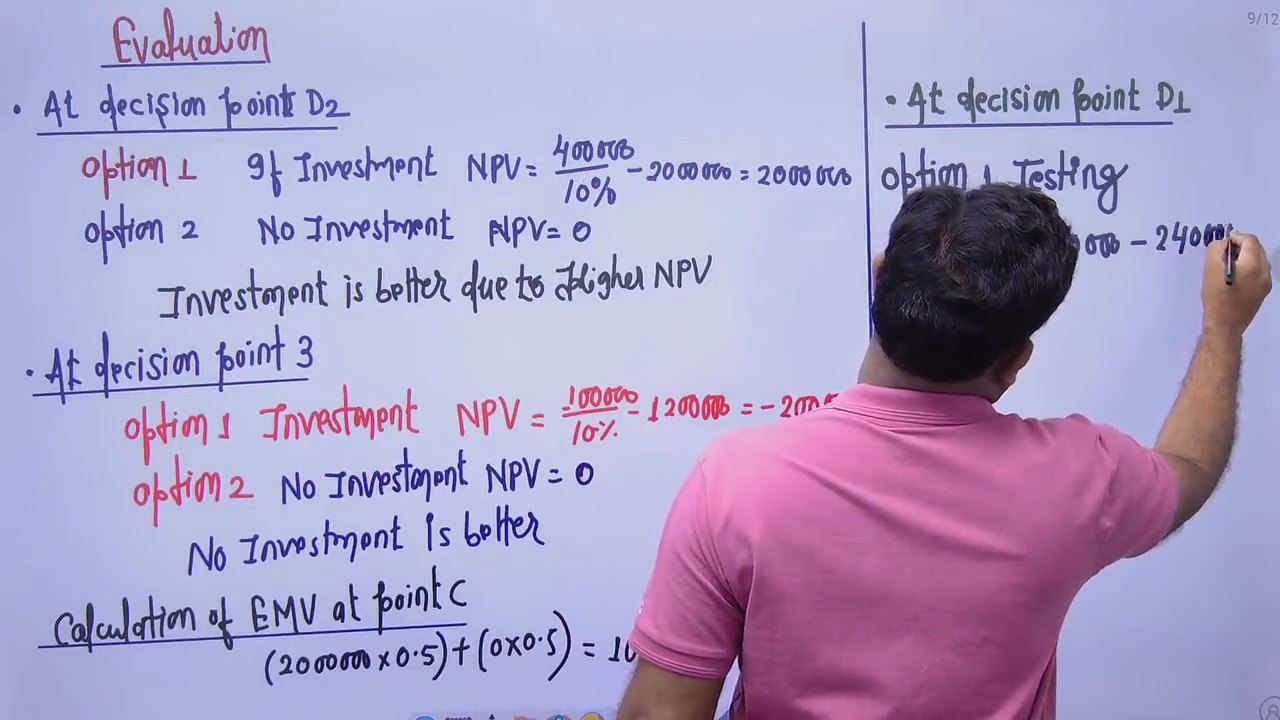 9/12
Evaluation
• At decision point D2
option 1 If Investment NPV = 400000/10% - 2000000 = 2000000
option 2 No Investment NPV = 0
Investment is better due to Higher NPV
• At decision point 3
option 1 Investment NPV = 100000/10% - 1200000 = -200
option 2 No Investment NPV = 0
No Investment is better
Calculation of EMV at point C
(2000000 x 0.5) + (0x0.5) = 10
• At decision point D1
option 1 Testing
000 - 24000